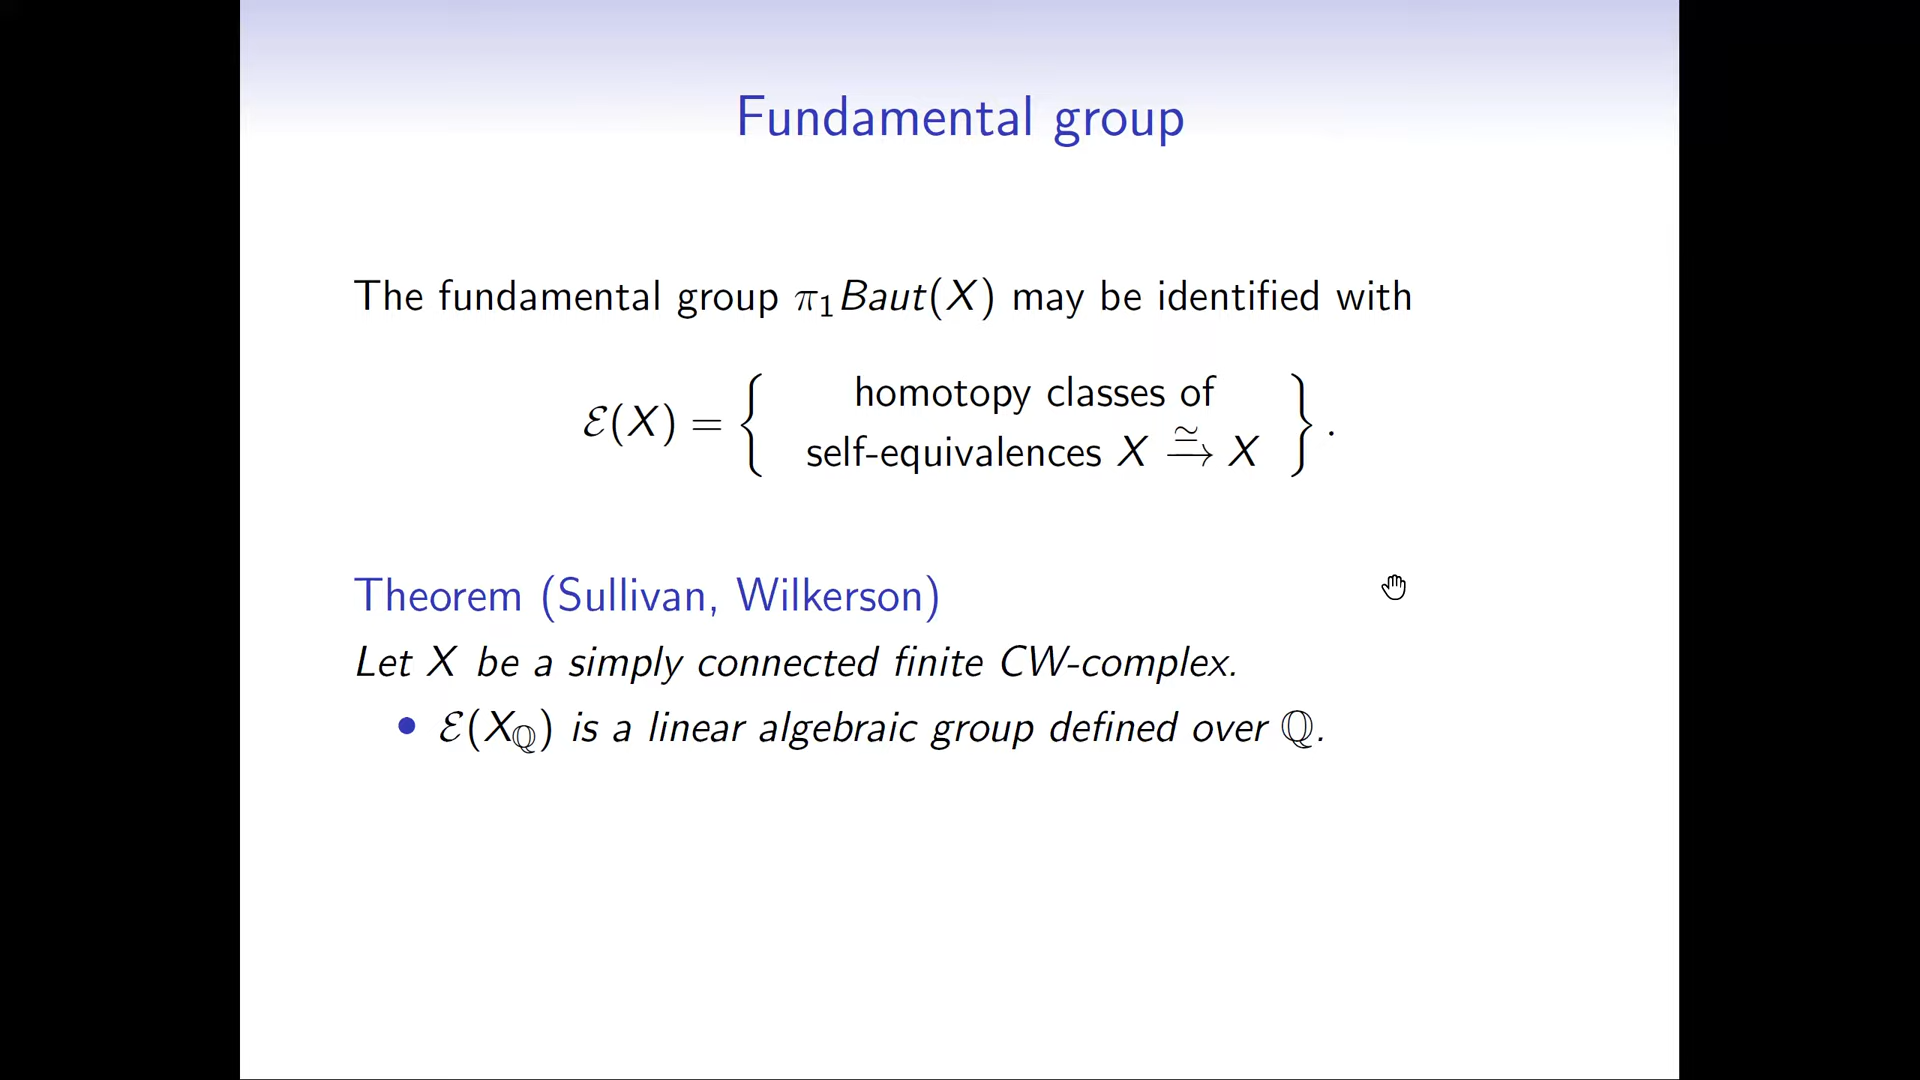 Fundamental group
The fundamental group π₁Baut(X) may be identified with
ℰ(X) = { homotopy classes of
self-equivalences X ≃→ X } .
Theorem (Sullivan, Wilkerson)
Let X be a simply connected finite CW-complex.
• ℰ(X_ℚ) is a linear algebraic group defined over ℚ.